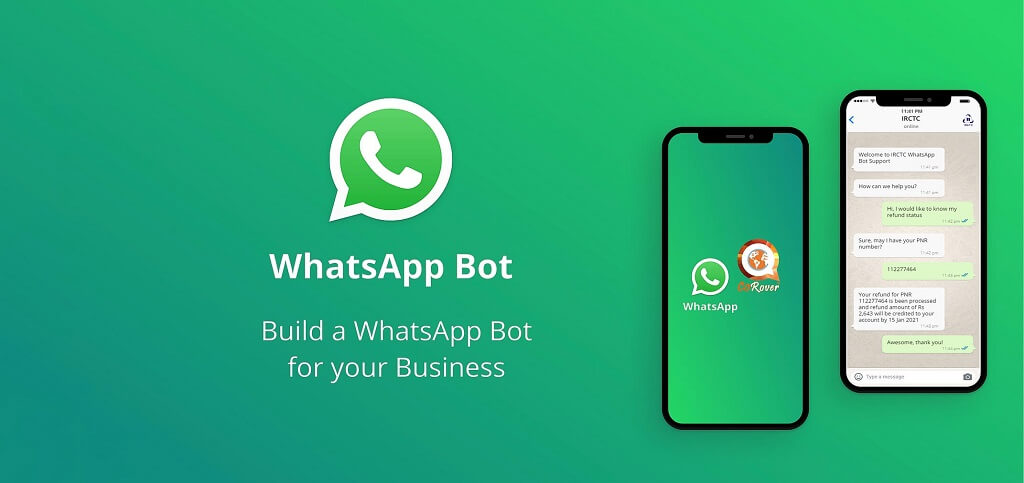 WhatsApp Bot
Build a WhatsApp Bot
for your Business
WhatsApp
GoRover
11:41 PM
IRCTC
online
Welcome to IRCTC WhatsApp
Bot Support
11:41 pm
How can we help you?
11:41 pm
Hi, I would like to know my
refund status
11:42 pm
Sure, may I have your PNR
number?
11:42 pm
112277464
11:43 pm
Your refund for PNR
112277464 is been processed
and refund amount of Rs
2,643 will be credited to your
account by 15 Jan 2021
11:43 pm
Awesome, thank you!
11:44 pm
Type a message